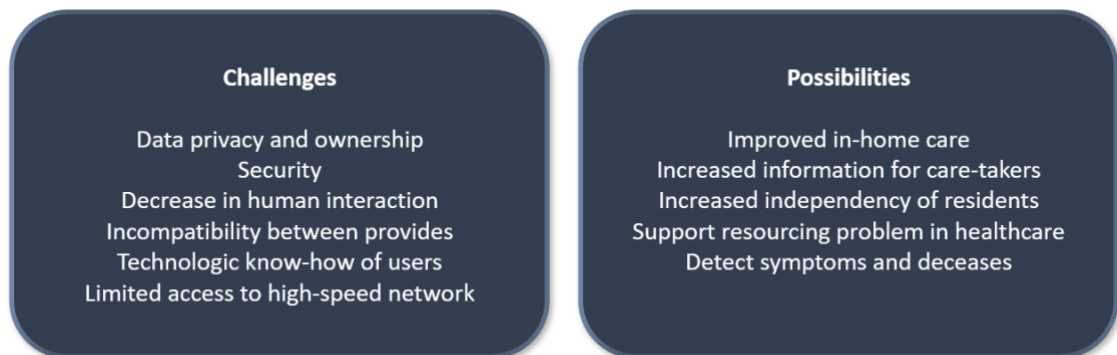 Challenges
Data privacy and ownership
Security
Decrease in human interaction
Incompatibility between provides
Technologic know-how of users
Limited access to high-speed network
Possibilities
Improved in-home care
Increased information for care-takers
Increased independency of residents
Support resourcing problem in healthcare
Detect symptoms and deceases